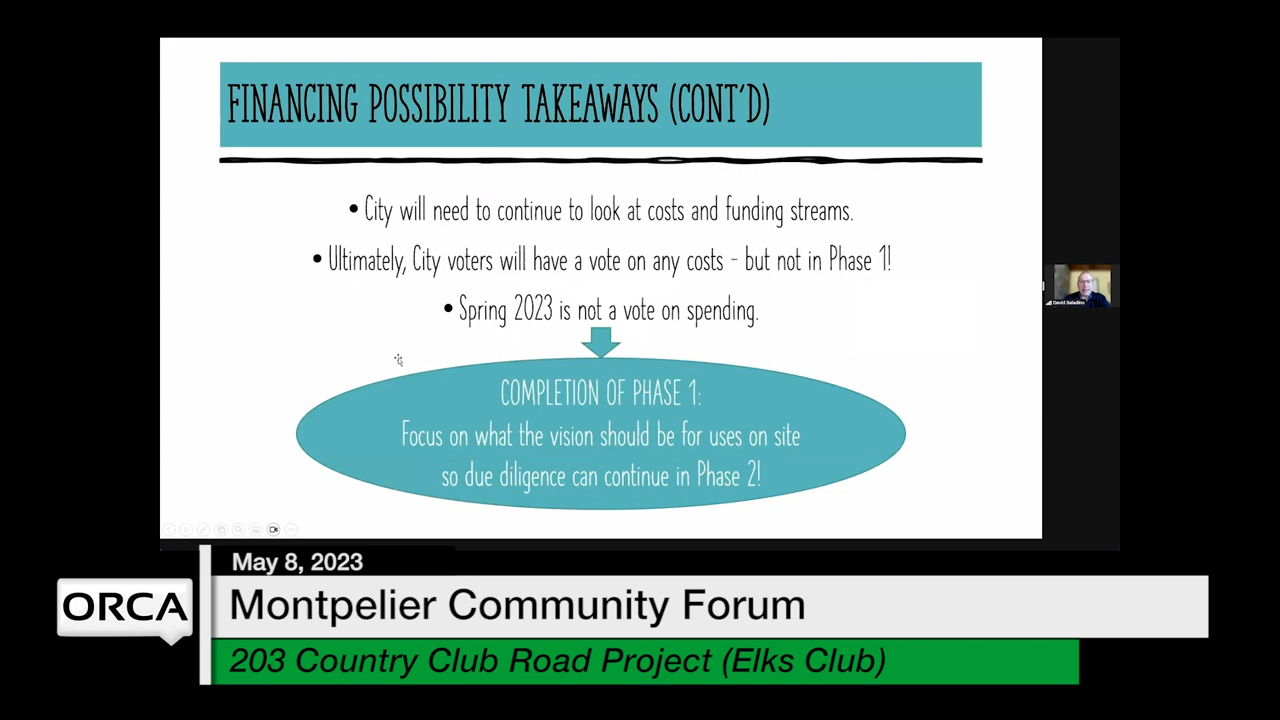 FINANCING POSSIBILITY TAKEAWAYS (CONT'D)
• City will need to continue to look at costs and funding streams.
• Ultimately, City voters will have a vote on any costs - but not in Phase 1!
• Spring 2023 is not a vote on spending.
COMPLETION OF PHASE 1:
Focus on what the vision should be for uses on site
so due diligence can continue in Phase 2!
David Saladino
May 8, 2023
ORCA
Montpelier Community Forum
203 Country Club Road Project (Elks Club)